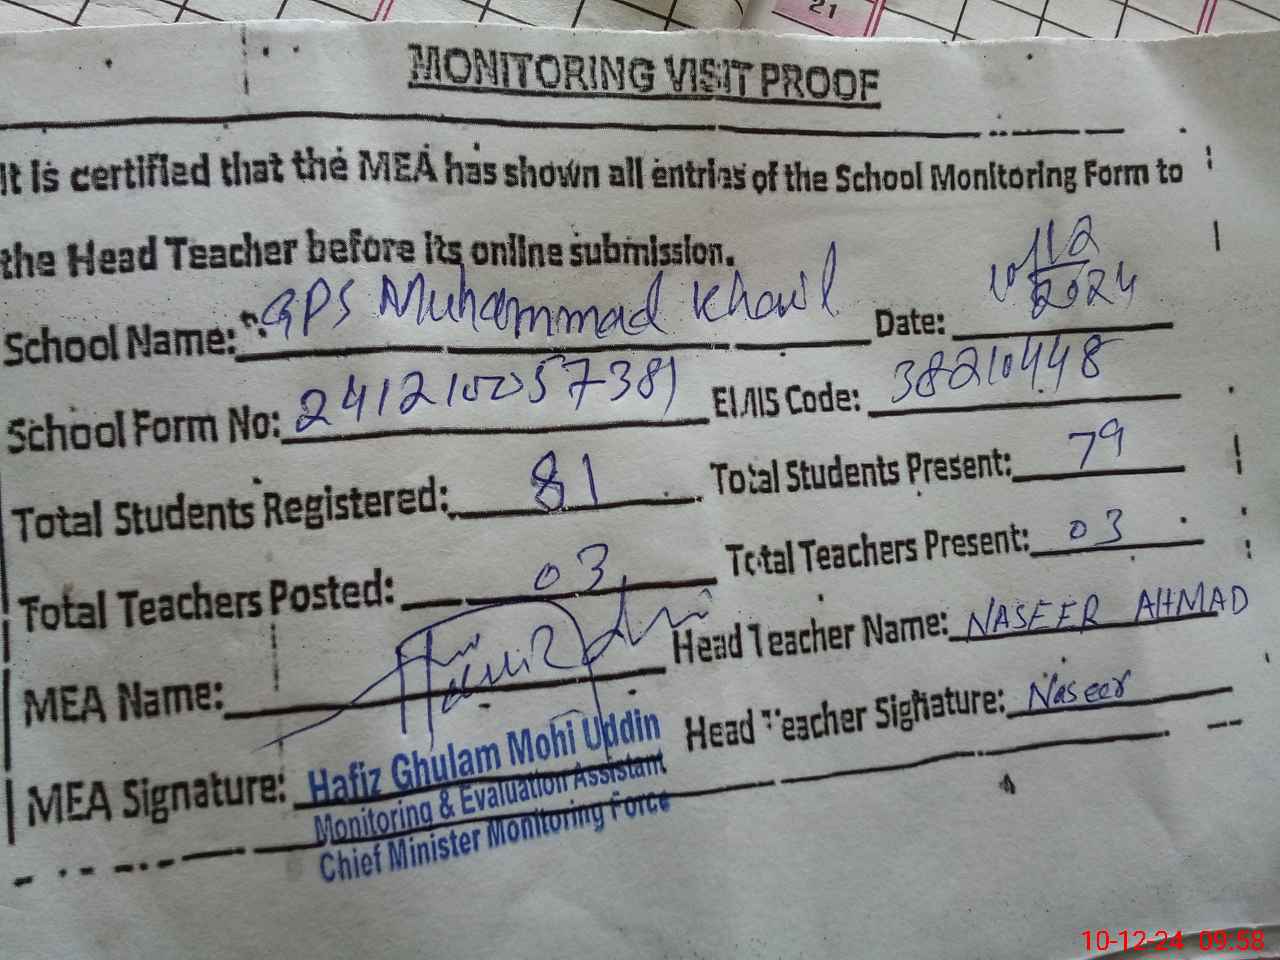 21
MONITORING VISIT PROOF
It is certified that the MEA has shown all entries of the School Monitoring Form to
the Head Teacher before its online submission.
School Name: GPS Muhammad Khawl Date: 10/12/2024
School Form No: 2412100057381 EMIS Code: 38210448
Total Students Registered: 81 Total Students Present: 79
Total Teachers Posted: 03 Total Teachers Present: 03
MEA Name: Head Teacher Name: NASEER AHMAD
MEA Signature: Head Teacher Signature: Naseer
Hafiz Ghulam Mohi Uddin
Monitoring & Evaluation Assistant
Chief Minister Monitoring Force
10-12-24 09:58